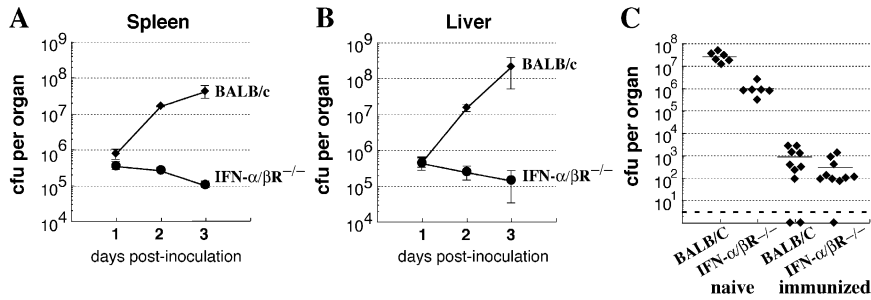 A
Spleen
cfu per organ
10^9
10^8
10^7
10^6
10^5
10^4
BALB/c
IFN-α/βR^−/−
1 2 3
days post-inoculation
B
Liver
cfu per organ
10^9
10^8
10^7
10^6
10^5
10^4
BALB/c
IFN-α/βR^−/−
1 2 3
days post-inoculation
C
cfu per organ
10^8
10^7
10^6
10^5
10^4
10^3
10^2
10^1
BALB/C
IFN-α/βR^−/−
BALB/C
IFN-α/βR^−/−
naive immunized